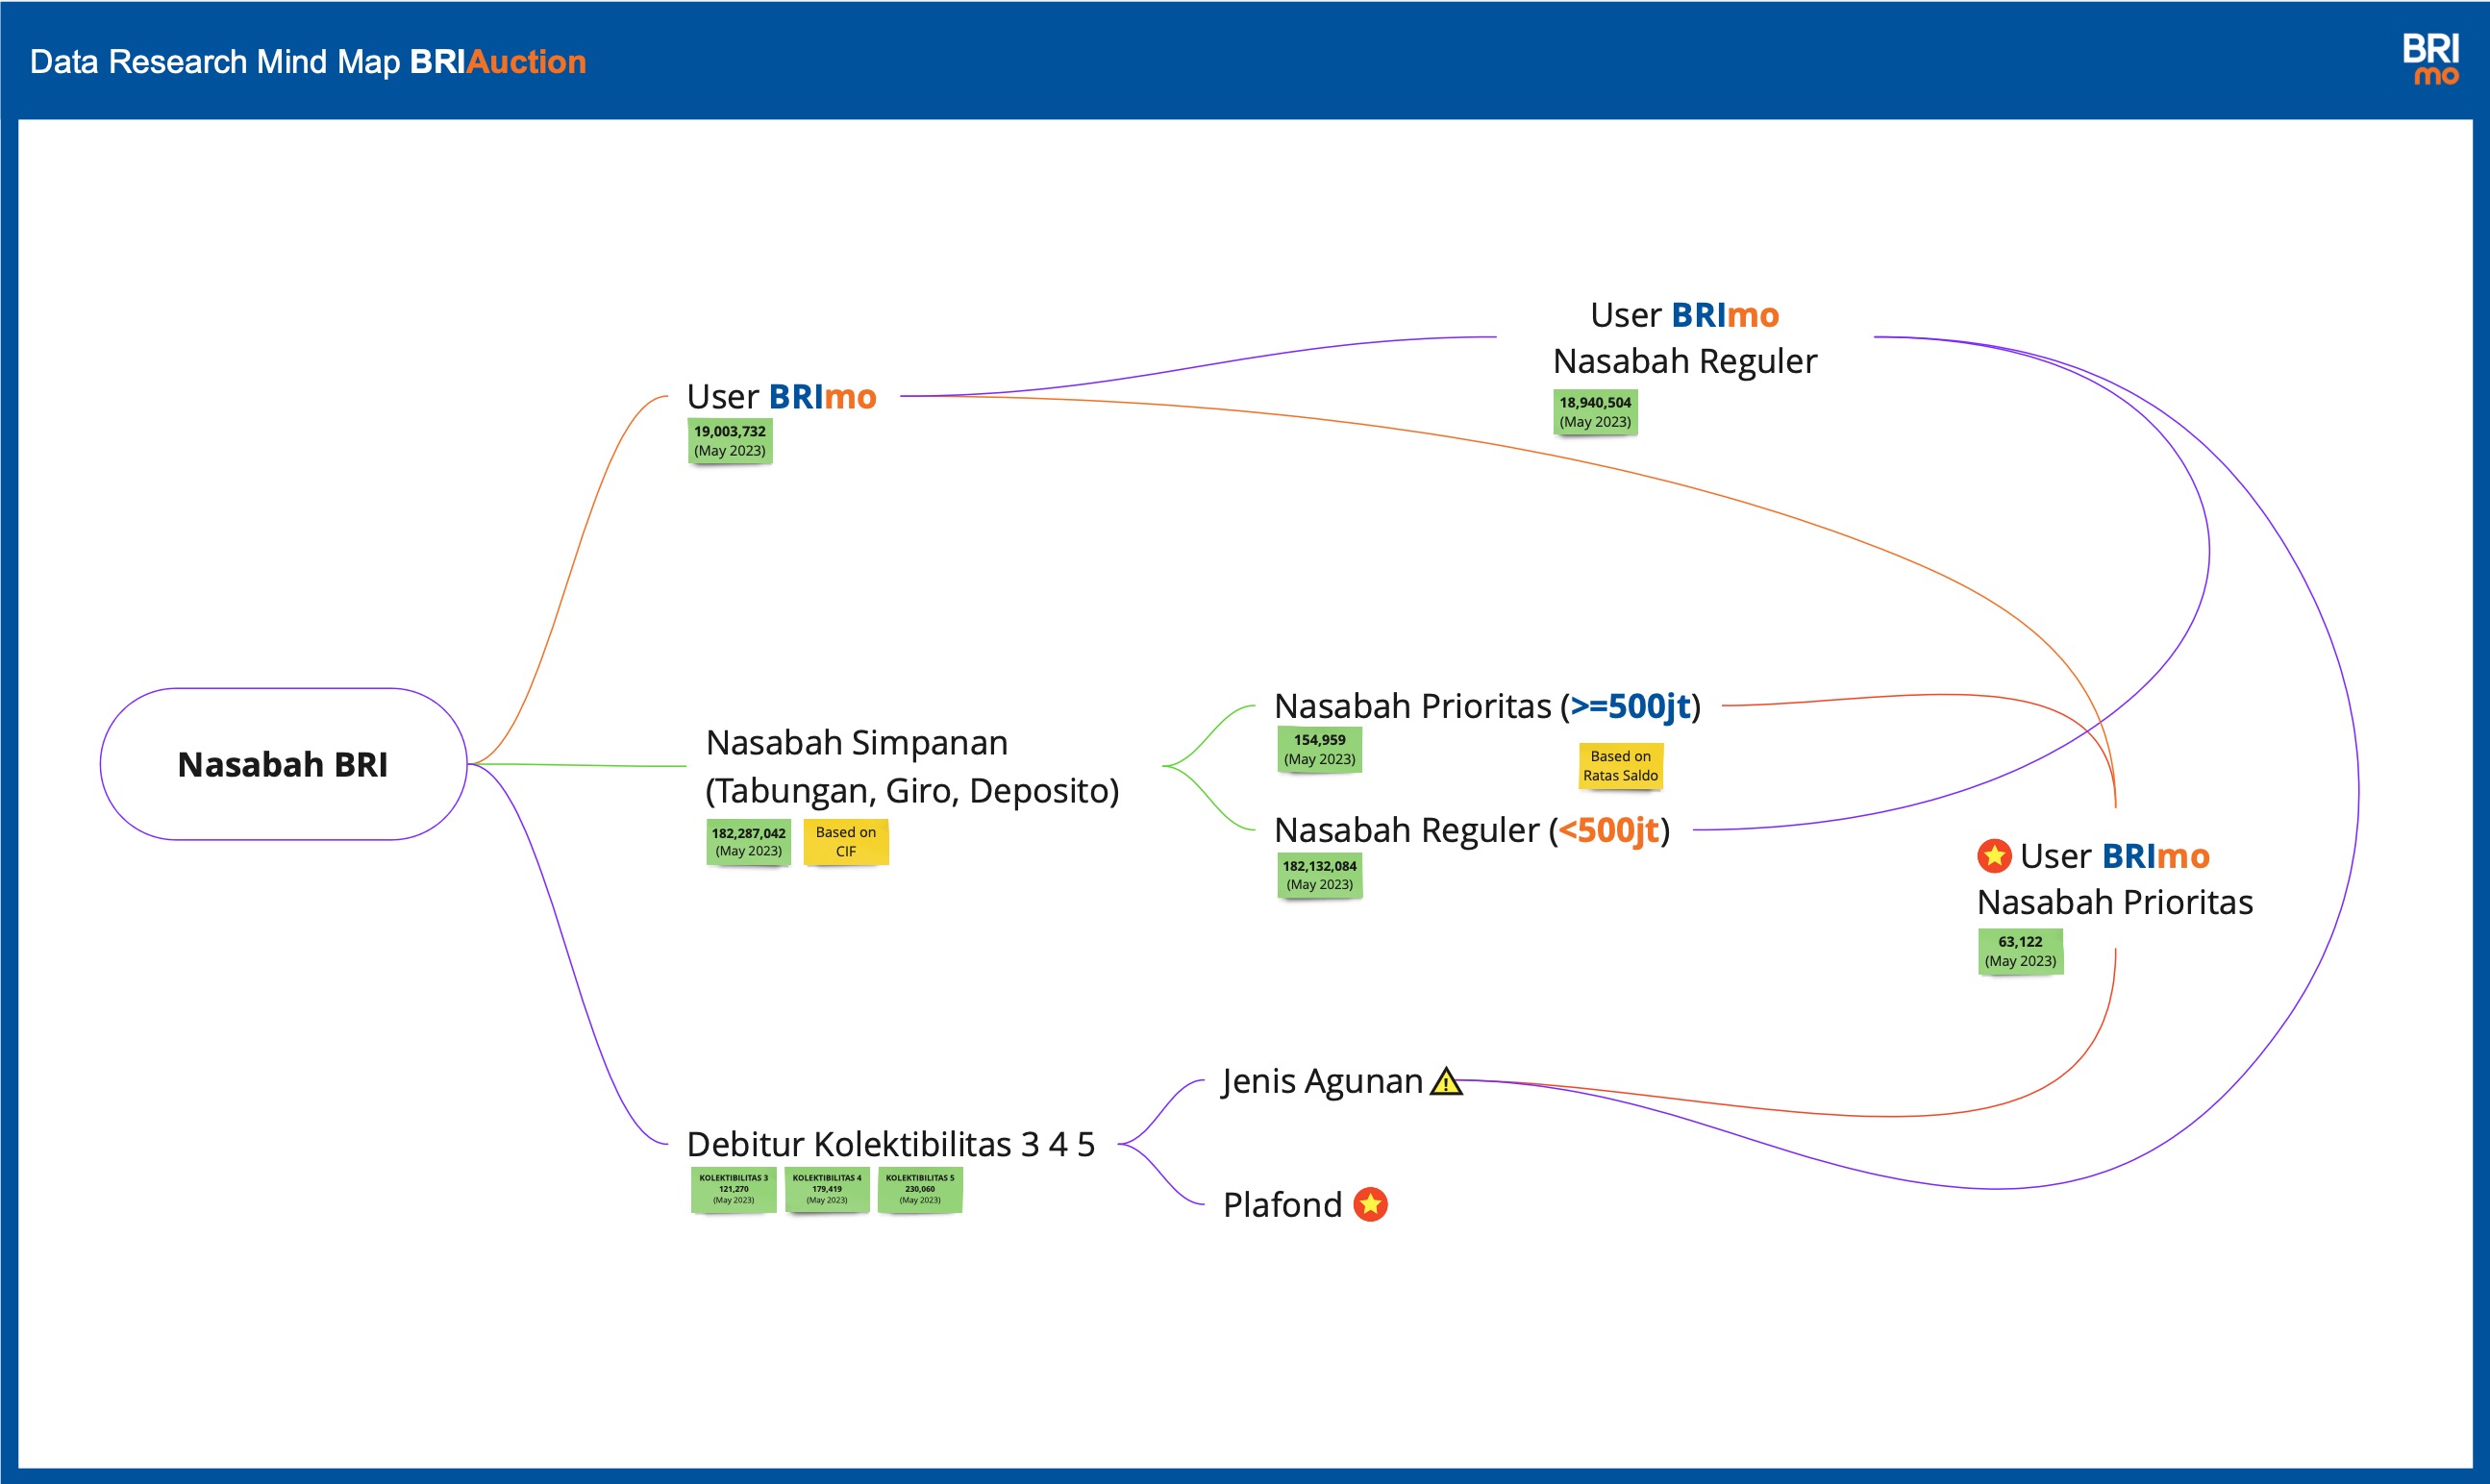 Data Research Mind Map BRIAuction
BRI
mo
User BRImo
Nasabah Reguler
18,940,504
(May 2023)
User BRImo
19,003,732
(May 2023)
Nasabah BRI
Nasabah Simpanan
(Tabungan, Giro, Deposito)
182,287,042
(May 2023)
Based on
CIF
Nasabah Prioritas (>=500jt)
154,959
(May 2023)
Based on
Ratas Saldo
Nasabah Reguler (<500jt)
182,132,084
(May 2023)
User BRImo
Nasabah Prioritas
63,122
(May 2023)
Debitur Kolektibilitas 3 4 5
KOLEKTIBILITAS 3
121,270
(May 2023)
KOLEKTIBILITAS 4
179,419
(May 2023)
KOLEKTIBILITAS 5
230,060
(May 2023)
Jenis Agunan
Plafond